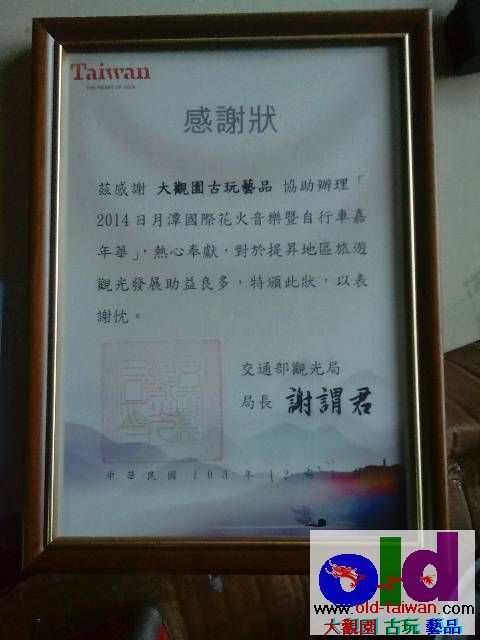 Taiwan
THE HEART OF ASIA
感謝狀
茲感謝 大觀園古玩藝品 協助辦理「
2014日月潭國際花火音樂暨自行車嘉
年華」，熱心奉獻，對於提昇地區旅遊
觀光發展助益良多，特頒此狀，以表
謝忱。
交通部觀光局
局長 謝謂君
中華民國 103 年 12 月
old
www.old-taiwan.com
大觀園 古玩 藝品